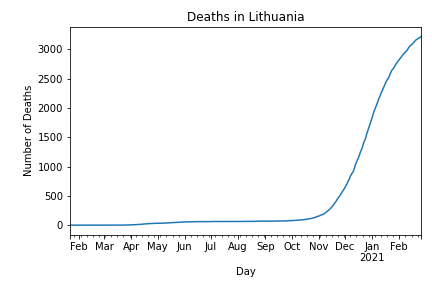 Deaths in Lithuania
Number of Deaths
3000
2500
2000
1500
1000
500
0
Feb Mar Apr May Jun Jul Aug Sep Oct Nov Dec Jan Feb
2021
Day